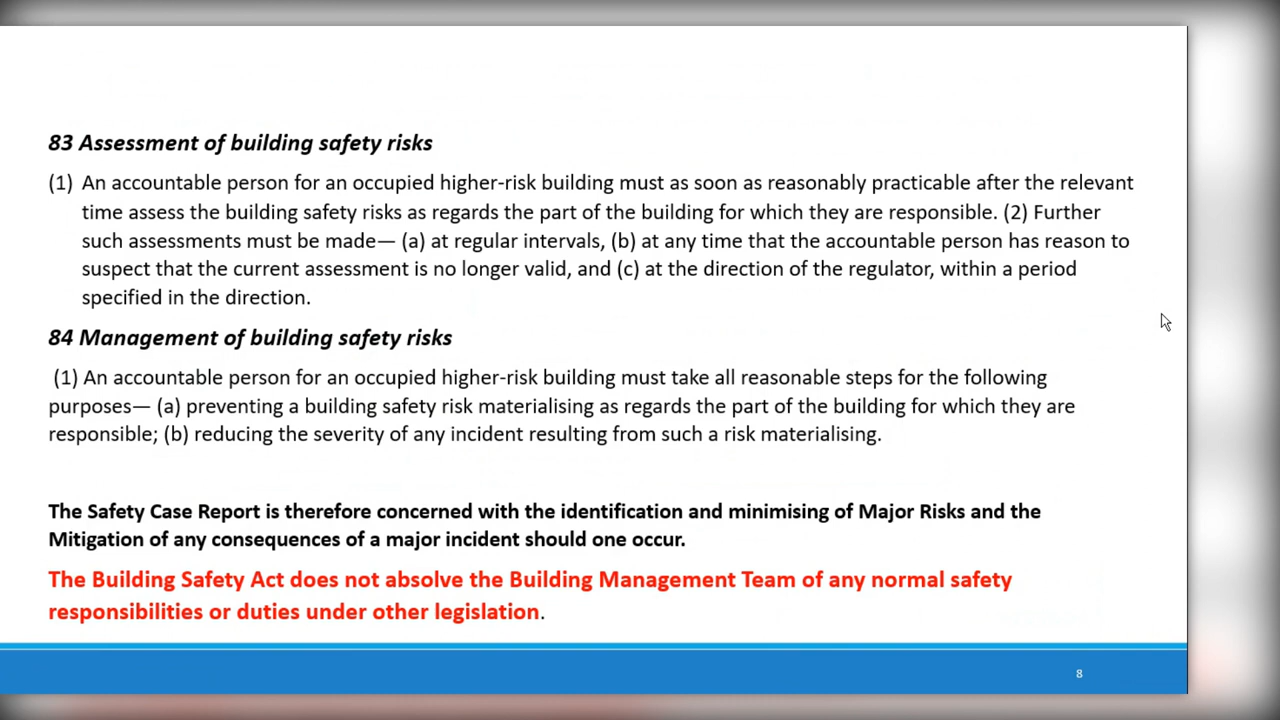 83 Assessment of building safety risks
(1) An accountable person for an occupied higher-risk building must as soon as reasonably practicable after the relevant
time assess the building safety risks as regards the part of the building for which they are responsible. (2) Further
such assessments must be made— (a) at regular intervals, (b) at any time that the accountable person has reason to
suspect that the current assessment is no longer valid, and (c) at the direction of the regulator, within a period
specified in the direction.
84 Management of building safety risks
(1) An accountable person for an occupied higher-risk building must take all reasonable steps for the following
purposes— (a) preventing a building safety risk materialising as regards the part of the building for which they are
responsible; (b) reducing the severity of any incident resulting from such a risk materialising.
The Safety Case Report is therefore concerned with the identification and minimising of Major Risks and the
Mitigation of any consequences of a major incident should one occur.
The Building Safety Act does not absolve the Building Management Team of any normal safety
responsibilities or duties under other legislation.
8